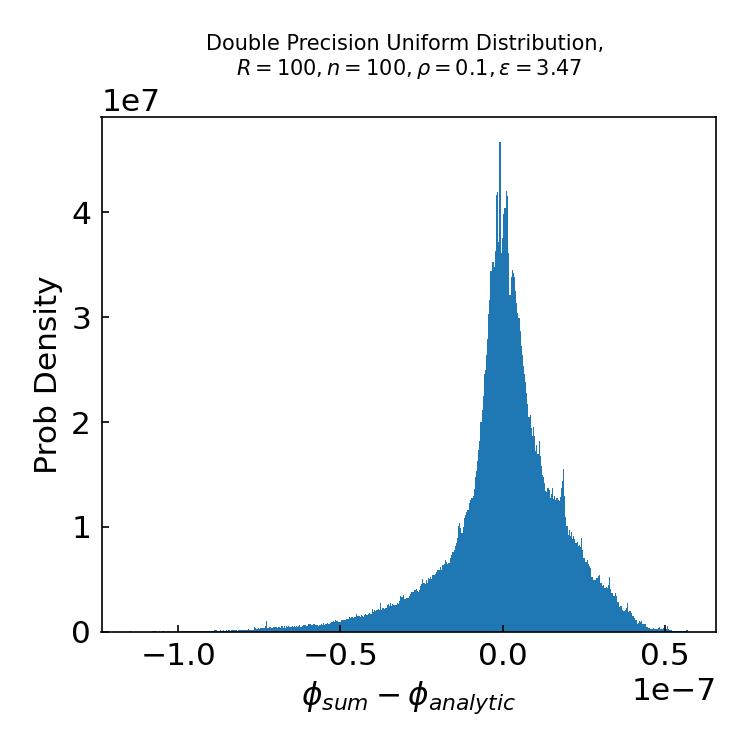 Double Precision Uniform Distribution,
R = 100, n = 100, ρ = 0.1, ε = 3.47
1e7
4
3
2
1
0
Prob Density
−1.0 −0.5 0.0 0.5
1e−7
ϕsum − ϕanalytic